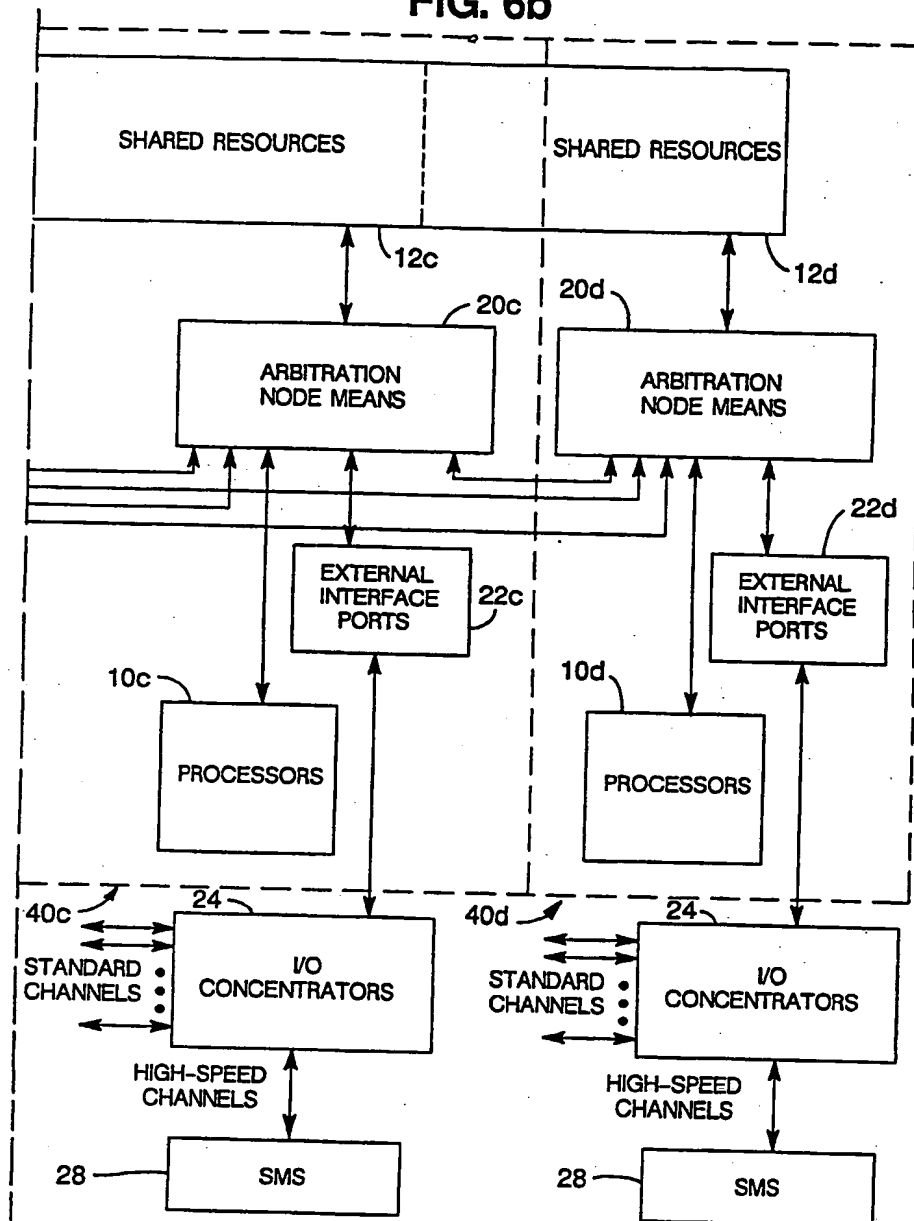 FIG. 6b
SHARED RESOURCES
SHARED RESOURCES
12c
12d
20c
20d
ARBITRATION
NODE MEANS
ARBITRATION
NODE MEANS
22d
EXTERNAL
INTERFACE
PORTS
22c
EXTERNAL
INTERFACE
PORTS
10c
10d
PROCESSORS
PROCESSORS
40c
24
40d
24
STANDARD
CHANNELS
I/O
CONCENTRATORS
STANDARD
CHANNELS
I/O
CONCENTRATORS
HIGH-SPEED
CHANNELS
HIGH-SPEED
CHANNELS
28
SMS
28
SMS